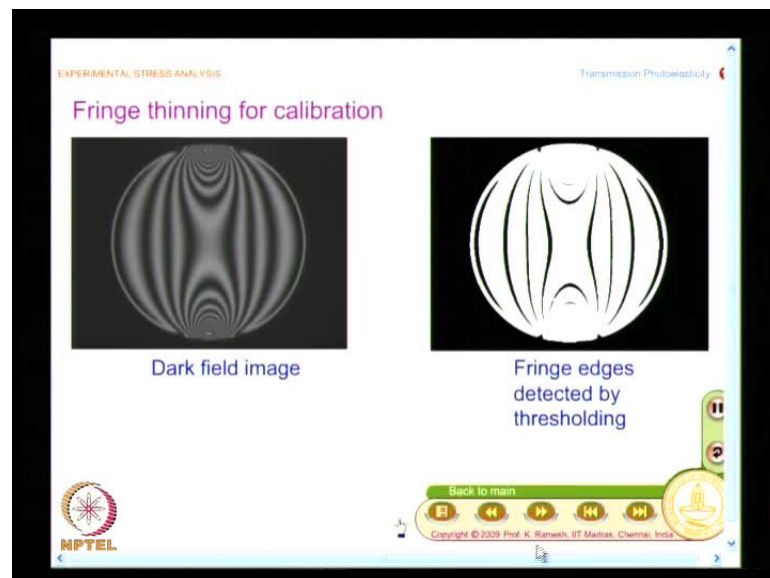 EXPERIMENTAL STRESS ANALYSIS
Transmission Photoelasticity
Fringe thinning for calibration
Dark field image
Fringe edges
detected by
thresholding
Back to main
NPTEL
Copyright © 2009 Prof. K. Ramesh, IIT Madras, Chennai, India